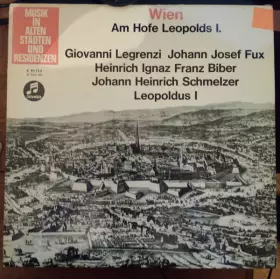 MUSIK
IN
ALTEN
STÄDTEN
UND
RESIDENZEN
Wien
Am Hofe Leopolds I.
Giovanni Legrenzi Johann Josef Fux
Heinrich Ignaz Franz Biber
Johann Heinrich Schmelzer
Leopoldus I